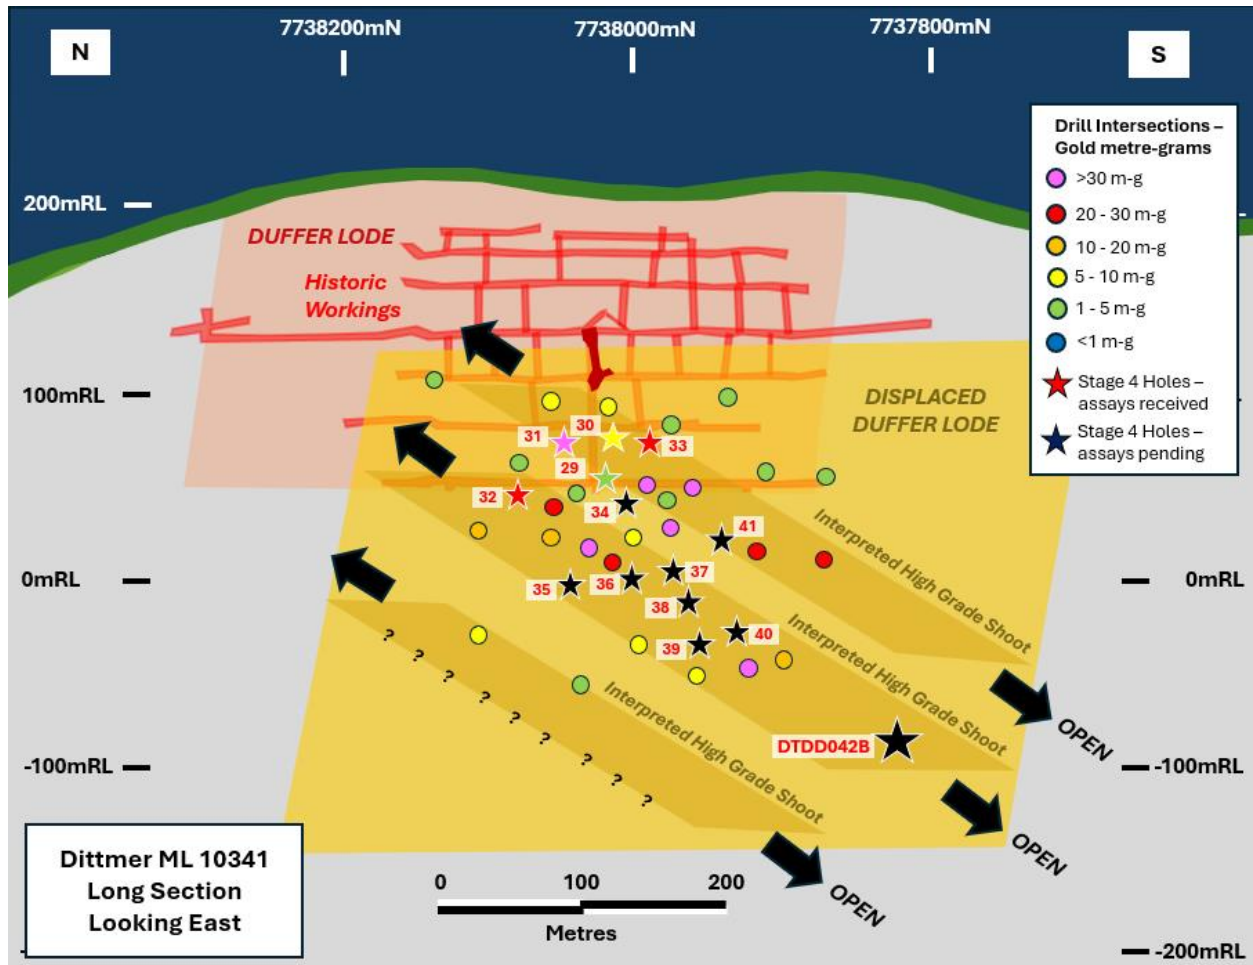 7738200mN
7738000mN
7737800mN
N
S
Drill Intersections –
Gold metre-grams
>30 m-g
20 - 30 m-g
10 - 20 m-g
5 - 10 m-g
1 - 5 m-g
<1 m-g
Stage 4 Holes –
assays received
Stage 4 Holes –
assays pending
200mRL
DUFFER LODE
Historic
Workings
100mRL
DISPLACED
DUFFER LODE
30
31
33
29
32
34
41
Interpreted High Grade Shoot
0mRL
0mRL
37
36
35
38
40
39
Interpreted High Grade Shoot
?
?
?
?
?
?
?
?
Interpreted High Grade Shoot
DTDD042B
OPEN
-100mRL
-100mRL
OPEN
OPEN
Dittmer ML 10341
Long Section
Looking East
0
100
200
Metres
-200mRL